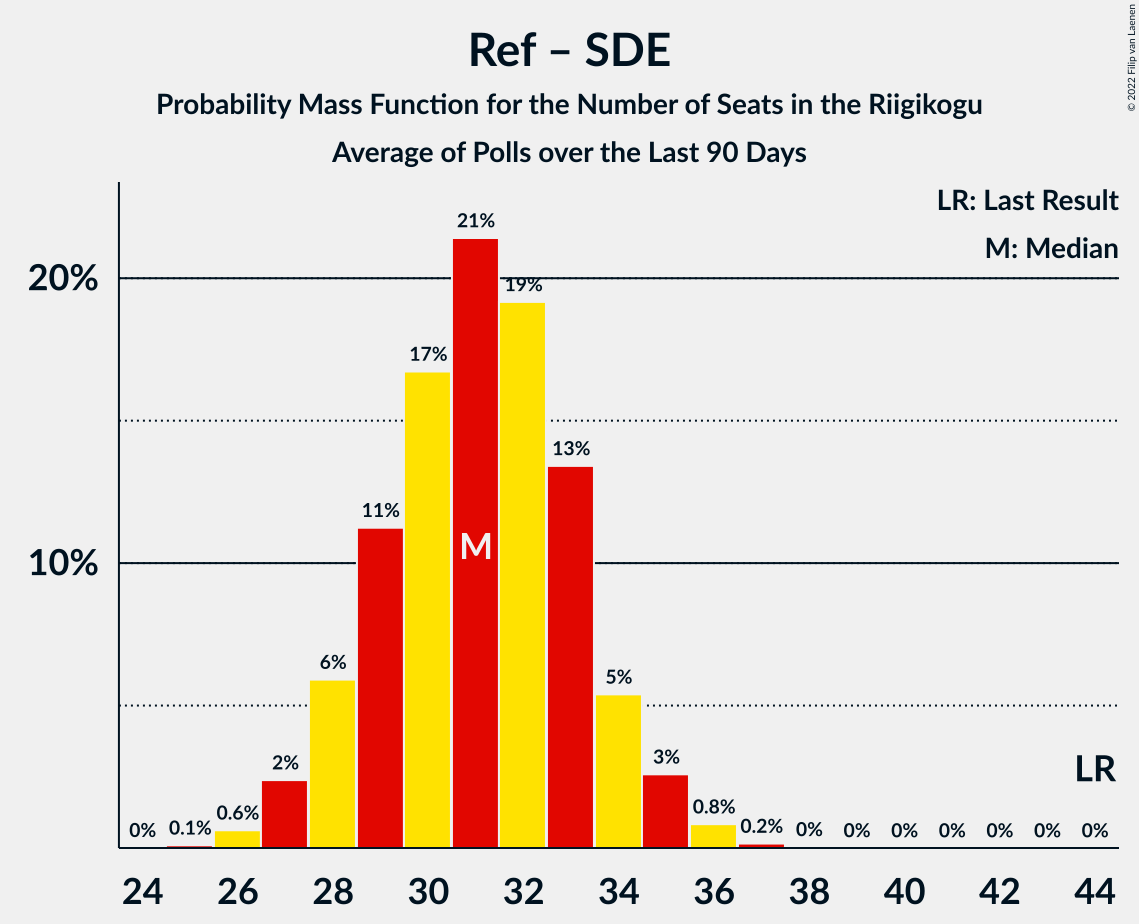 Ref – SDE
Probability Mass Function for the Number of Seats in the Riigikogu
Average of Polls over the Last 90 Days
© 2022 Filip van Laenen
LR: Last Result
M: Median
20%
10%
0%
0.1%
0.6%
2%
6%
11%
17%
21%
19%
13%
5%
3%
0.8%
0.2%
0%
0%
0%
0%
0%
0%
0%
M
LR
24 26 28 30 32 34 36 38 40 42 44